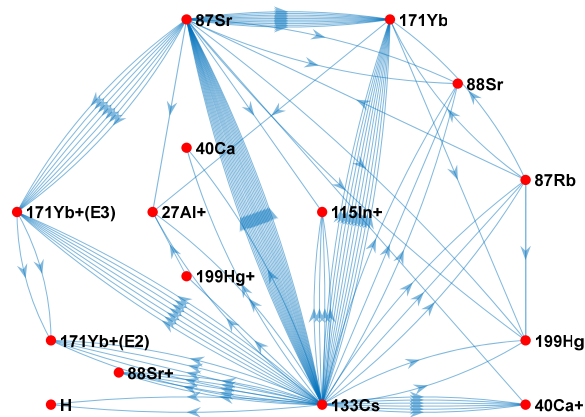 87Sr
171Yb
88Sr
40Ca
87Rb
171Yb+(E3)
27Al+
115In+
199Hg+
171Yb+(E2)
199Hg
88Sr+
H
133Cs
40Ca+